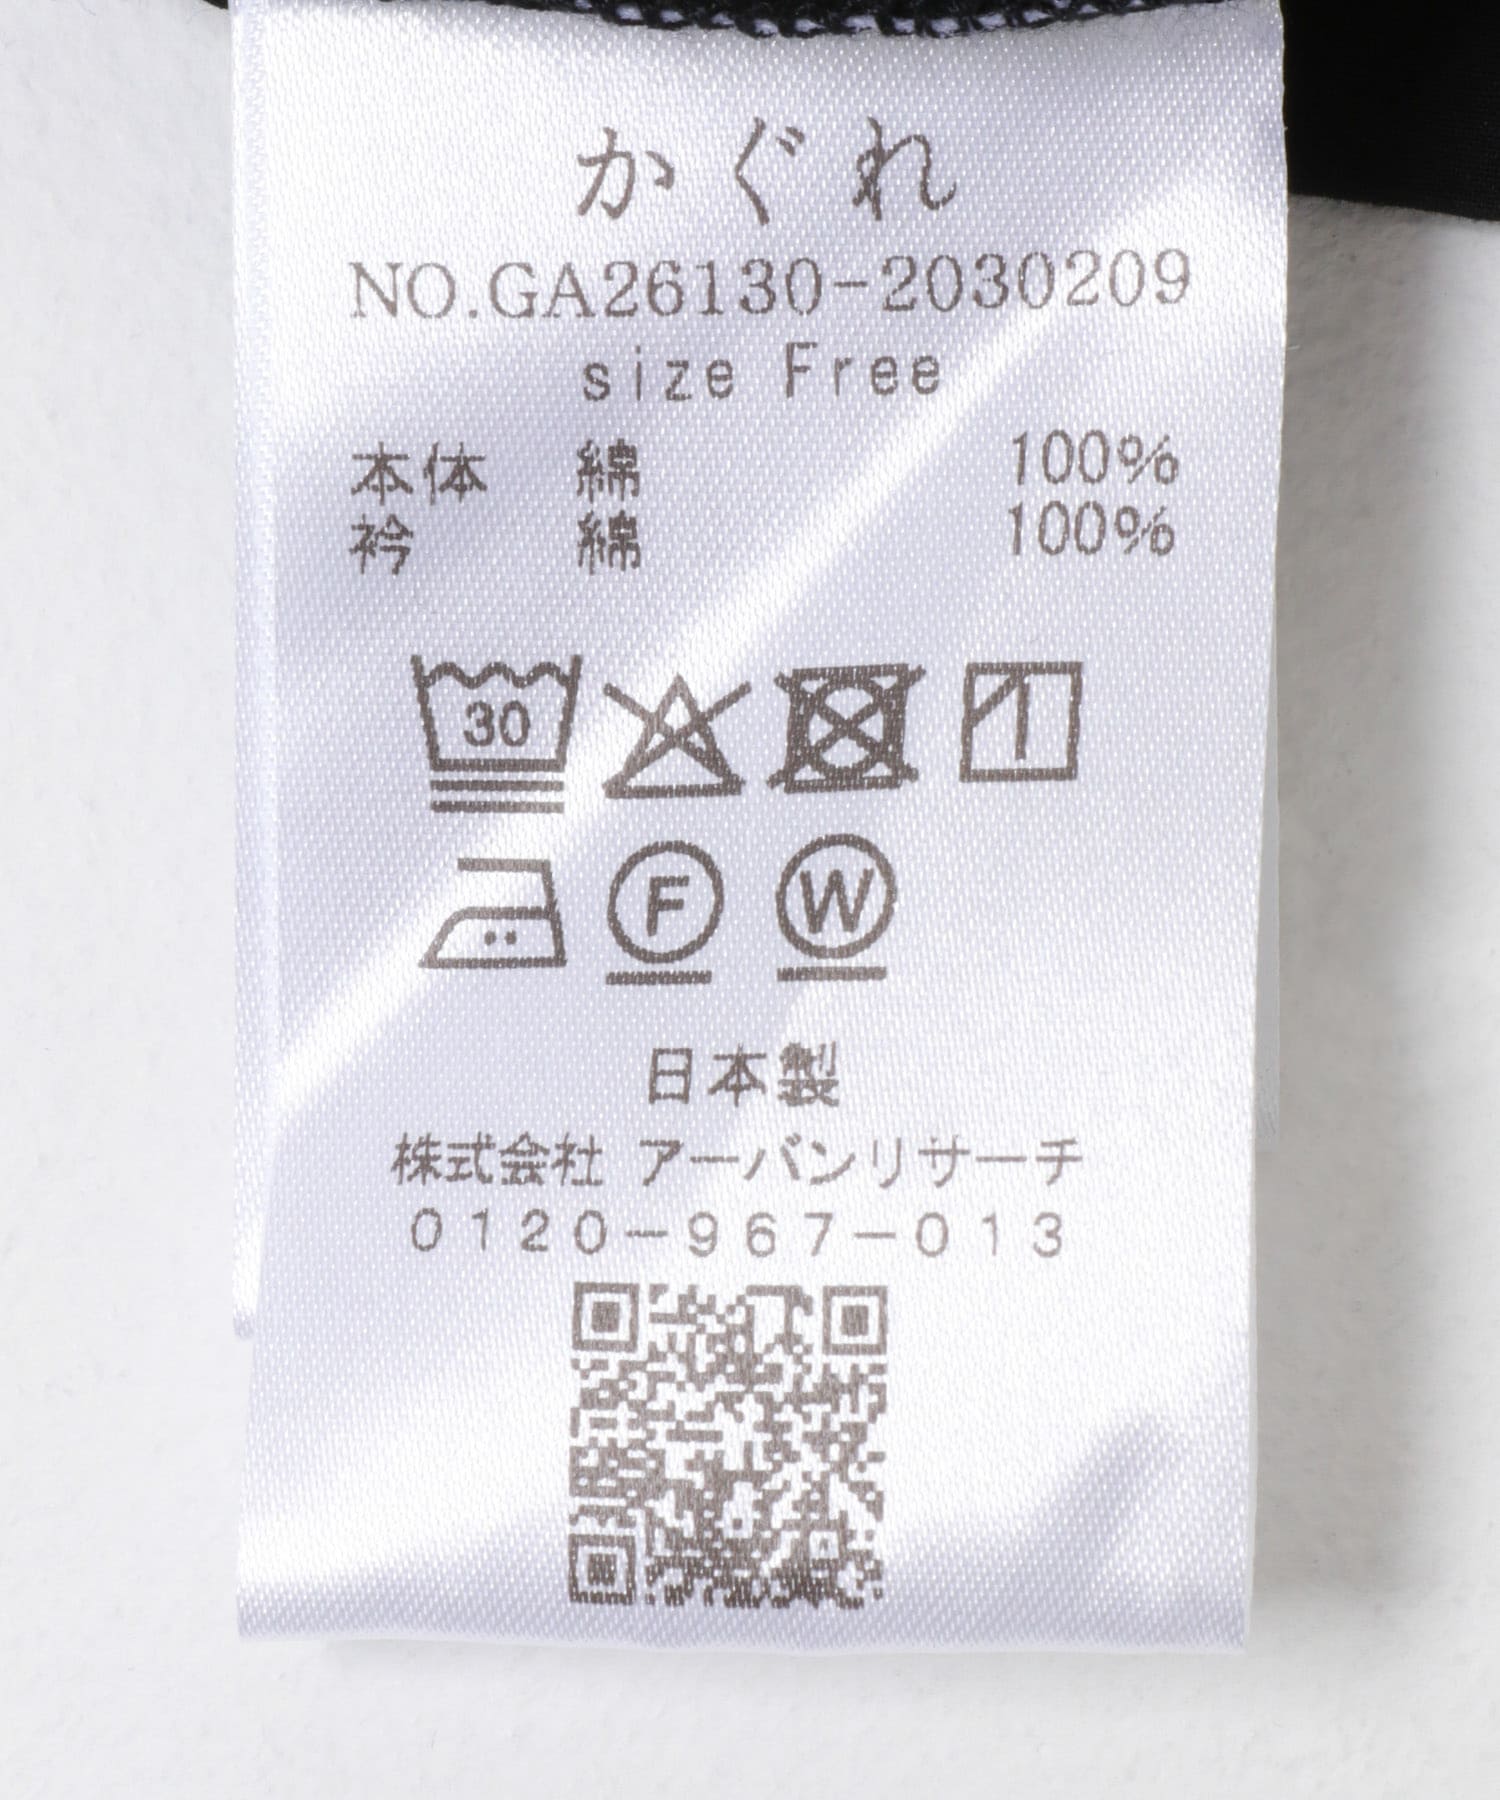 かぐれ
NO.GA26130-2030209
size Free
本体 綿 100%
衿 綿 100%
30
F W
日本製
株式会社 アーバンリサーチ
0120-967-013